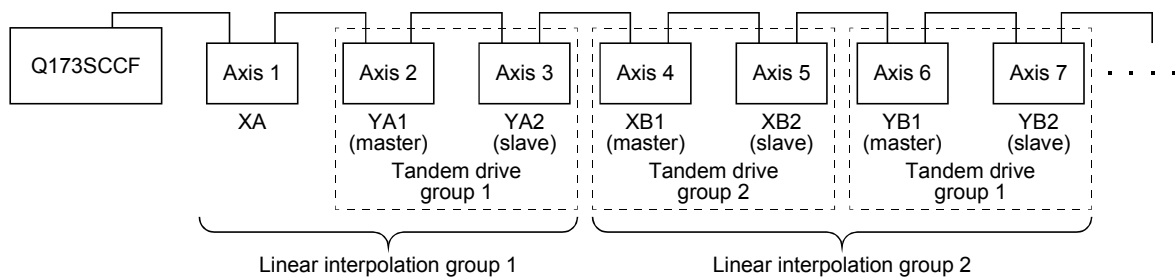 Q173SCCF
Axis 1
Axis 2
Axis 3
Axis 4
Axis 5
Axis 6
Axis 7
. . . .
XA
YA1
(master)
YA2
(slave)
XB1
(master)
XB2
(slave)
YB1
(master)
YB2
(slave)
Tandem drive
group 1
Tandem drive
group 2
Tandem drive
group 1
Linear interpolation group 1
Linear interpolation group 2